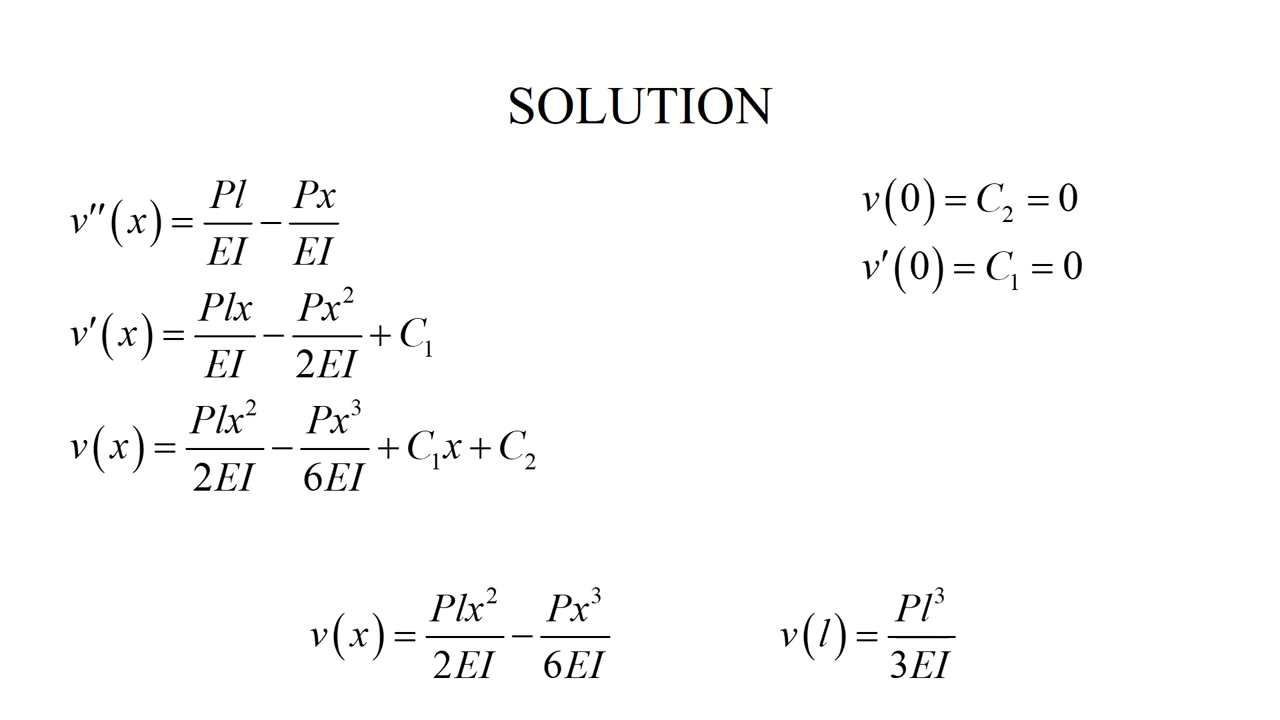 SOLUTION
v″(x) = Pl/EI − Px/EI
v′(x) = Plx/EI − Px²/2EI + C₁
v(x) = Plx²/2EI − Px³/6EI + C₁x + C₂
v(0) = C₂ = 0
v′(0) = C₁ = 0
v(x) = Plx²/2EI − Px³/6EI
v(l) = Pl³/3EI